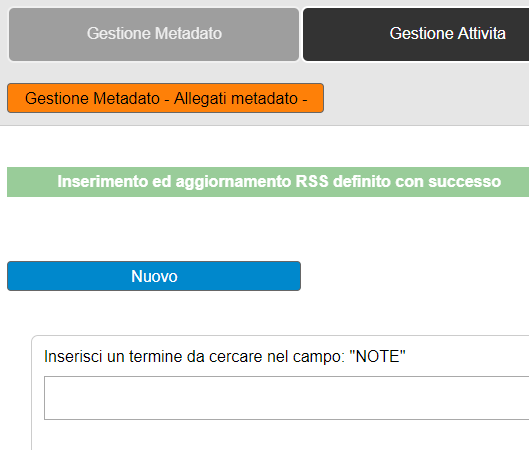 Gestione Metadato
Gestione Attivita
Gestione Metadato - Allegati metadato -
Inserimento ed aggiornamento RSS definito con successo
Nuovo
Inserisci un termine da cercare nel campo: "NOTE"